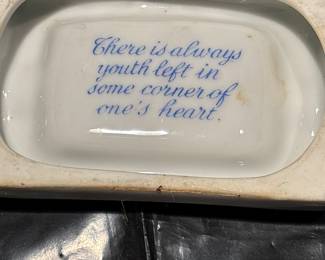 There is always
youth left in
some corner of
one's heart.